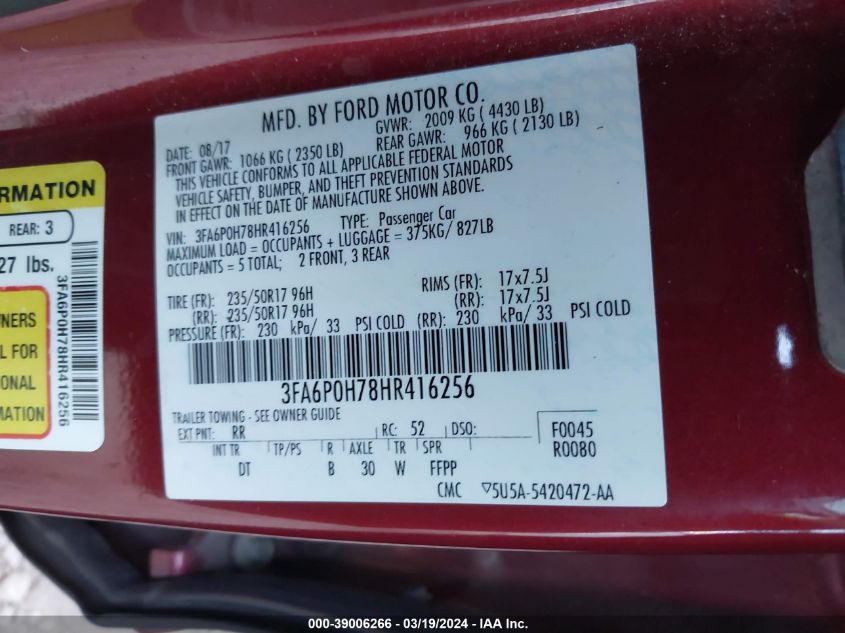 MFD. BY FORD MOTOR CO.
DATE: 08/17 GVWR: 2009 KG ( 4430 LB)
FRONT GAWR: 1066 KG ( 2350 LB) REAR GAWR: 966 KG ( 2130 LB)
THIS VEHICLE CONFORMS TO ALL APPLICABLE FEDERAL MOTOR
VEHICLE SAFETY, BUMPER, AND THEFT PREVENTION STANDARDS
IN EFFECT ON THE DATE OF MANUFACTURE SHOWN ABOVE.
VIN: 3FA6P0H78HR416256 TYPE: Passenger Car
MAXIMUM LOAD = OCCUPANTS + LUGGAGE = 375KG/ 827LB
OCCUPANTS = 5 TOTAL; 2 FRONT, 3 REAR
TIRE (FR): 235/50R17 96H RIMS (FR): 17x7.5J
(RR): 235/50R17 96H (RR): 17x7.5J
PRESSURE (FR): 230 kPa/ 33 PSI COLD (RR): 230 kPa/ 33 PSI COLD
3FA6P0H78HR416256
TRAILER TOWING - SEE OWNER GUIDE
EXT PNT: RR RC: 52 DSO: F0045
INT TR TP/PS R AXLE TR SPR R0080
DT B 30 W FFPP
CMC ▽5U5A-5420472-AA
RMATION
REAR: 3
27 lbs.
NERS
L FOR
ONAL
MATION
3FA6P0H78HR416256
000-39006266 - 03/19/2024 - IAAI.com